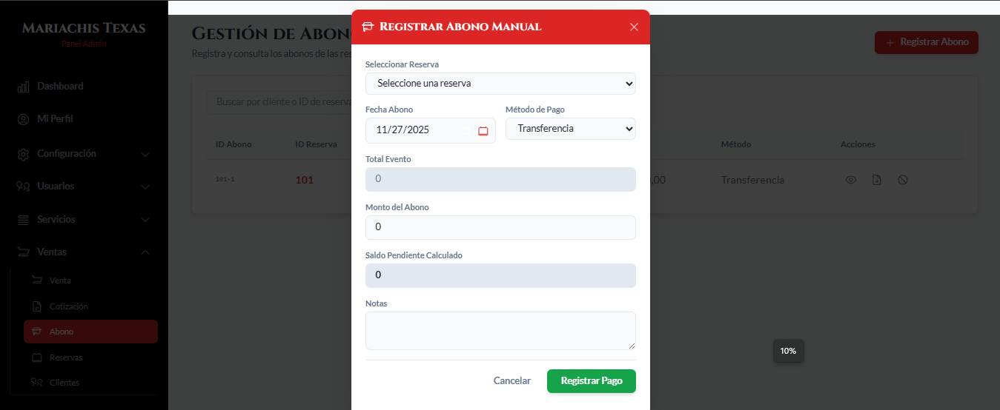 Mariachis Texas
Panel Admin
Dashboard
Mi Perfil
Configuración
Usuarios
Servicios
Ventas
Venta
Cotización
Abono
Reservas
Clientes
Gestión de Abono
Registra y consulta los abonos de las res
+ Registrar Abono
Buscar por cliente o ID de reserva
ID Abono ID Reserva Método Acciones
101-1 101 ,00 Transferencia
Registrar Abono Manual
Seleccionar Reserva
Seleccione una reserva
Fecha Abono Método de Pago
11/27/2025 Transferencia
Total Evento
0
Monto del Abono
0
Saldo Pendiente Calculado
0
Notas
Cancelar Registrar Pago
10%